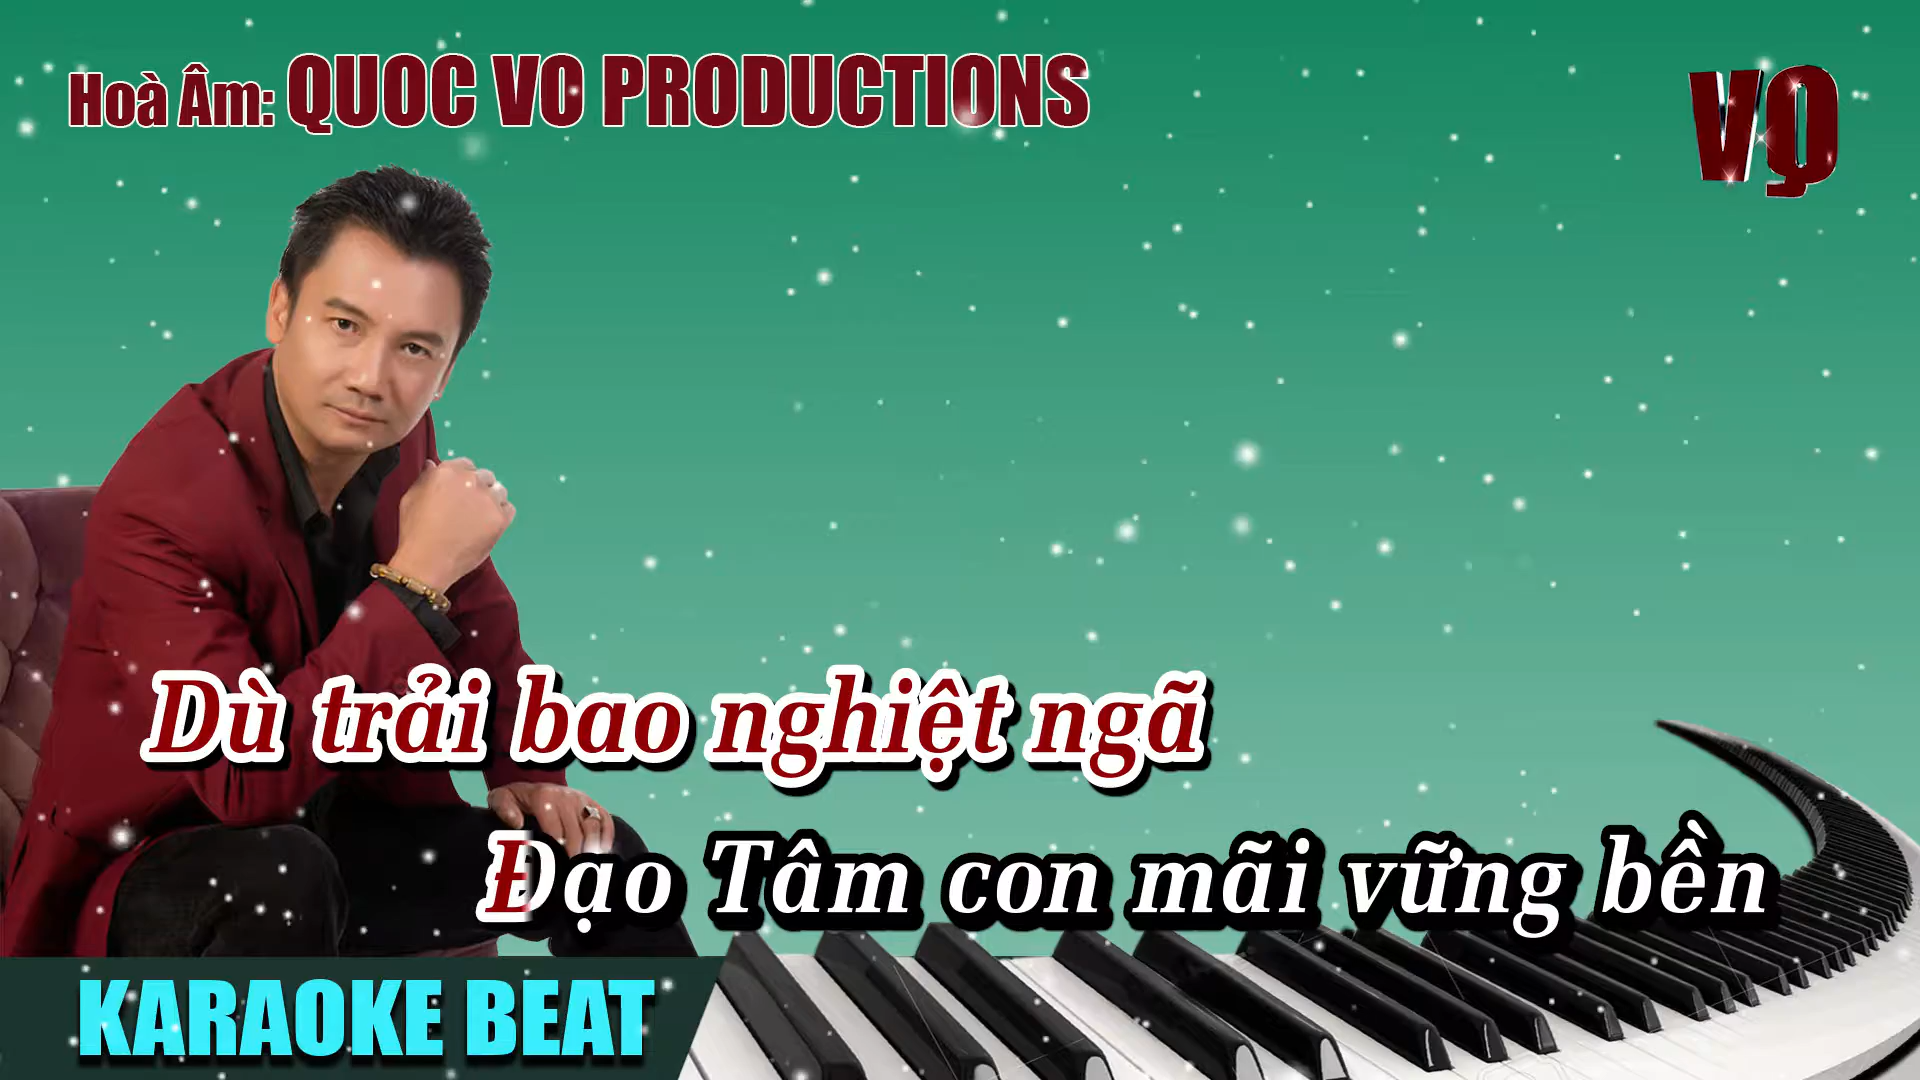 Hoà Âm: QUOC VO PRODUCTIONS
VQ
Dù trải bao nghiệt ngã
Đạo Tâm con mãi vững bền
KARAOKE BEAT